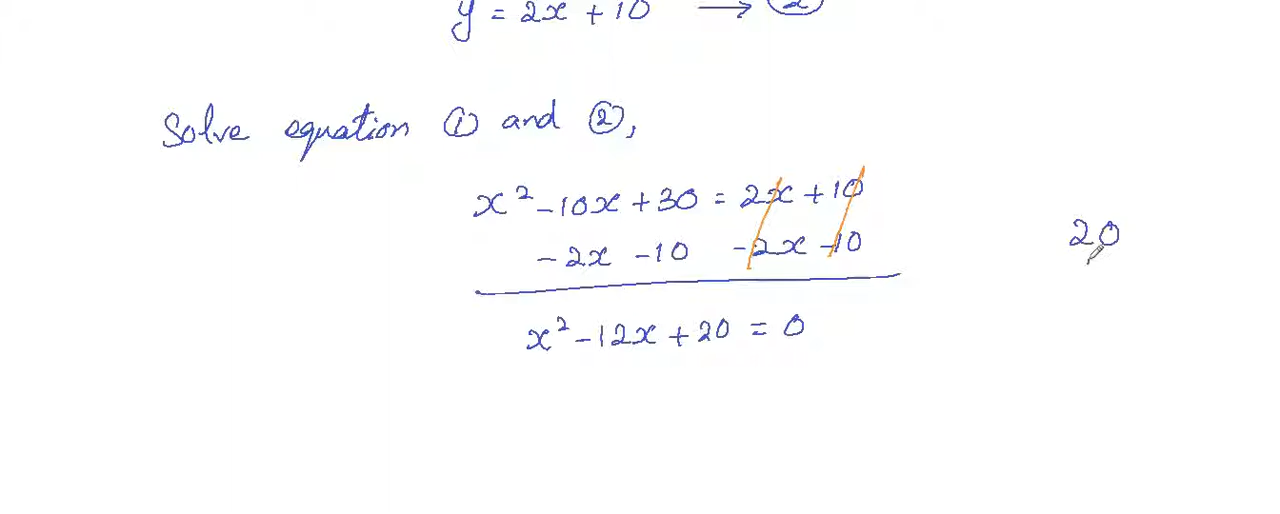 y = 2x + 10 → ②
Solve equation ① and ②,
x² - 10x + 30 = 2x + 10
- 2x - 10 - 2x - 10
20
x² - 12x + 20 = 0